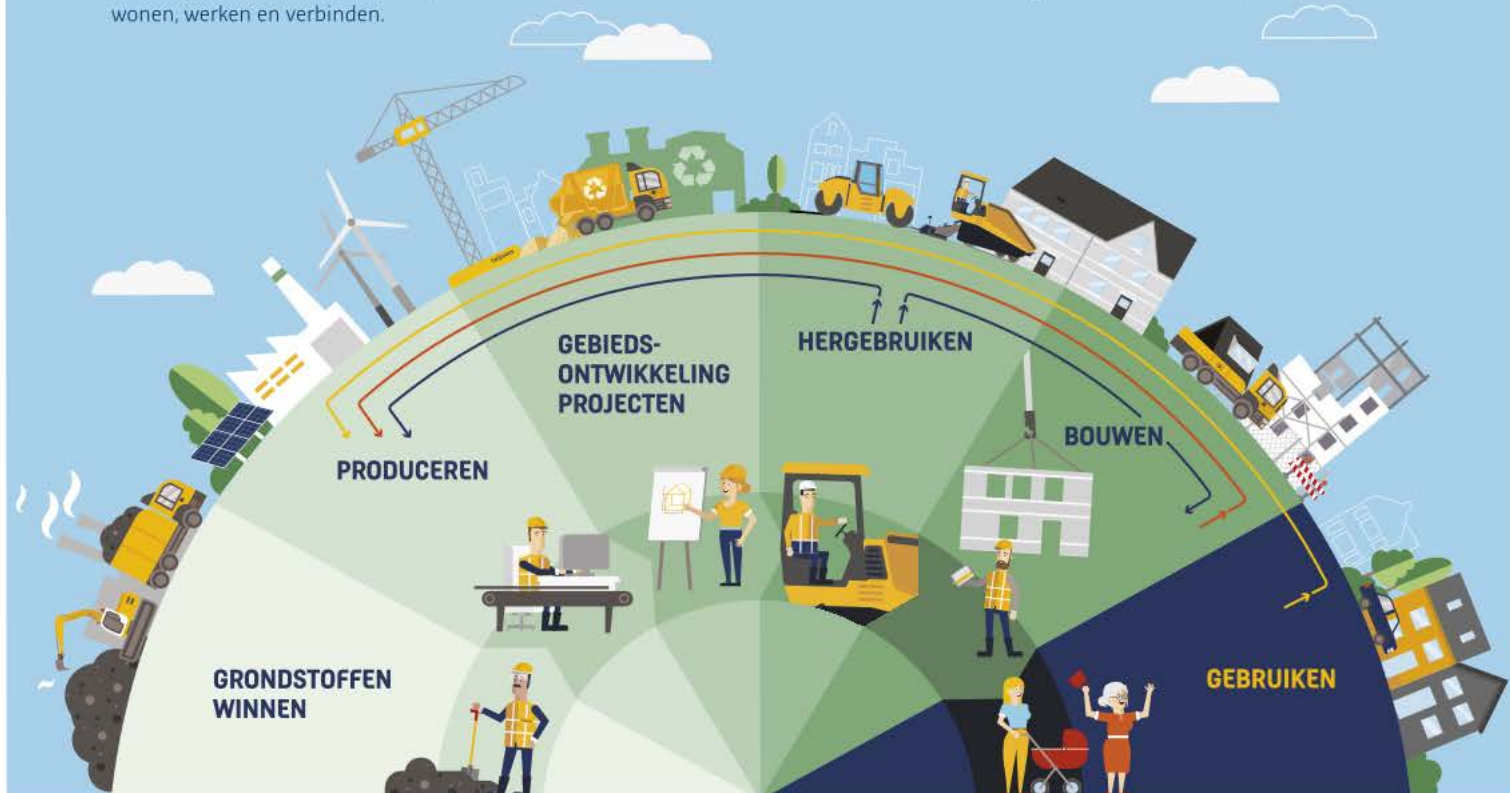 wonen, werken en verbinden.
GEBIEDS-
ONTWIKKELING
PROJECTEN
HERGEBRUIKEN
BOUWEN
PRODUCEREN
GRONDSTOFFEN
WINNEN
GEBRUIKEN